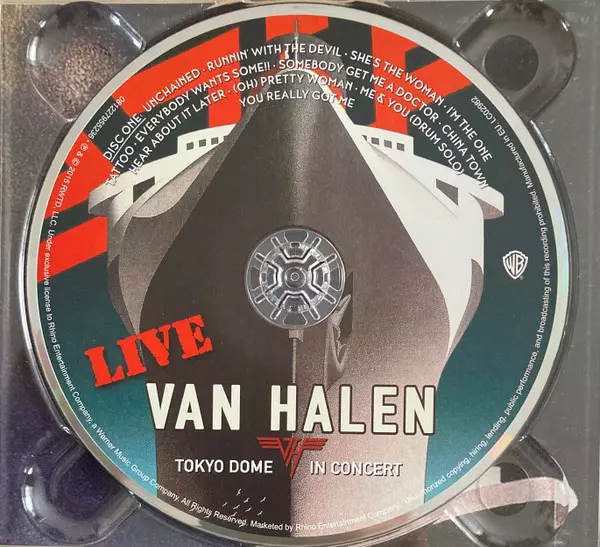 DISC ONE: UNCHAINED · RUNNIN' WITH THE DEVIL · SHE'S THE WOMAN · I'M THE ONE
TATTOO · EVERYBODY WANTS SOME!! · SOMEBODY GET ME A DOCTOR · CHINA TOWN
HEAR ABOUT IT LATER · (OH) PRETTY WOMAN · ME & YOU (DRUM SOLO)
YOU REALLY GOT ME
081227955236
LC02982
WB
LIVE
VAN HALEN
VH
TOKYO DOME IN CONCERT
℗ & © 2015 RWTD, LLC. Under exclusive license to Rhino Entertainment Company, a Warner Music Group Company. All Rights Reserved. Marketed by Rhino Entertainment Company. Unauthorized copying, hiring, lending, public performance, and broadcasting of this recording prohibited. Manufactured in EU.